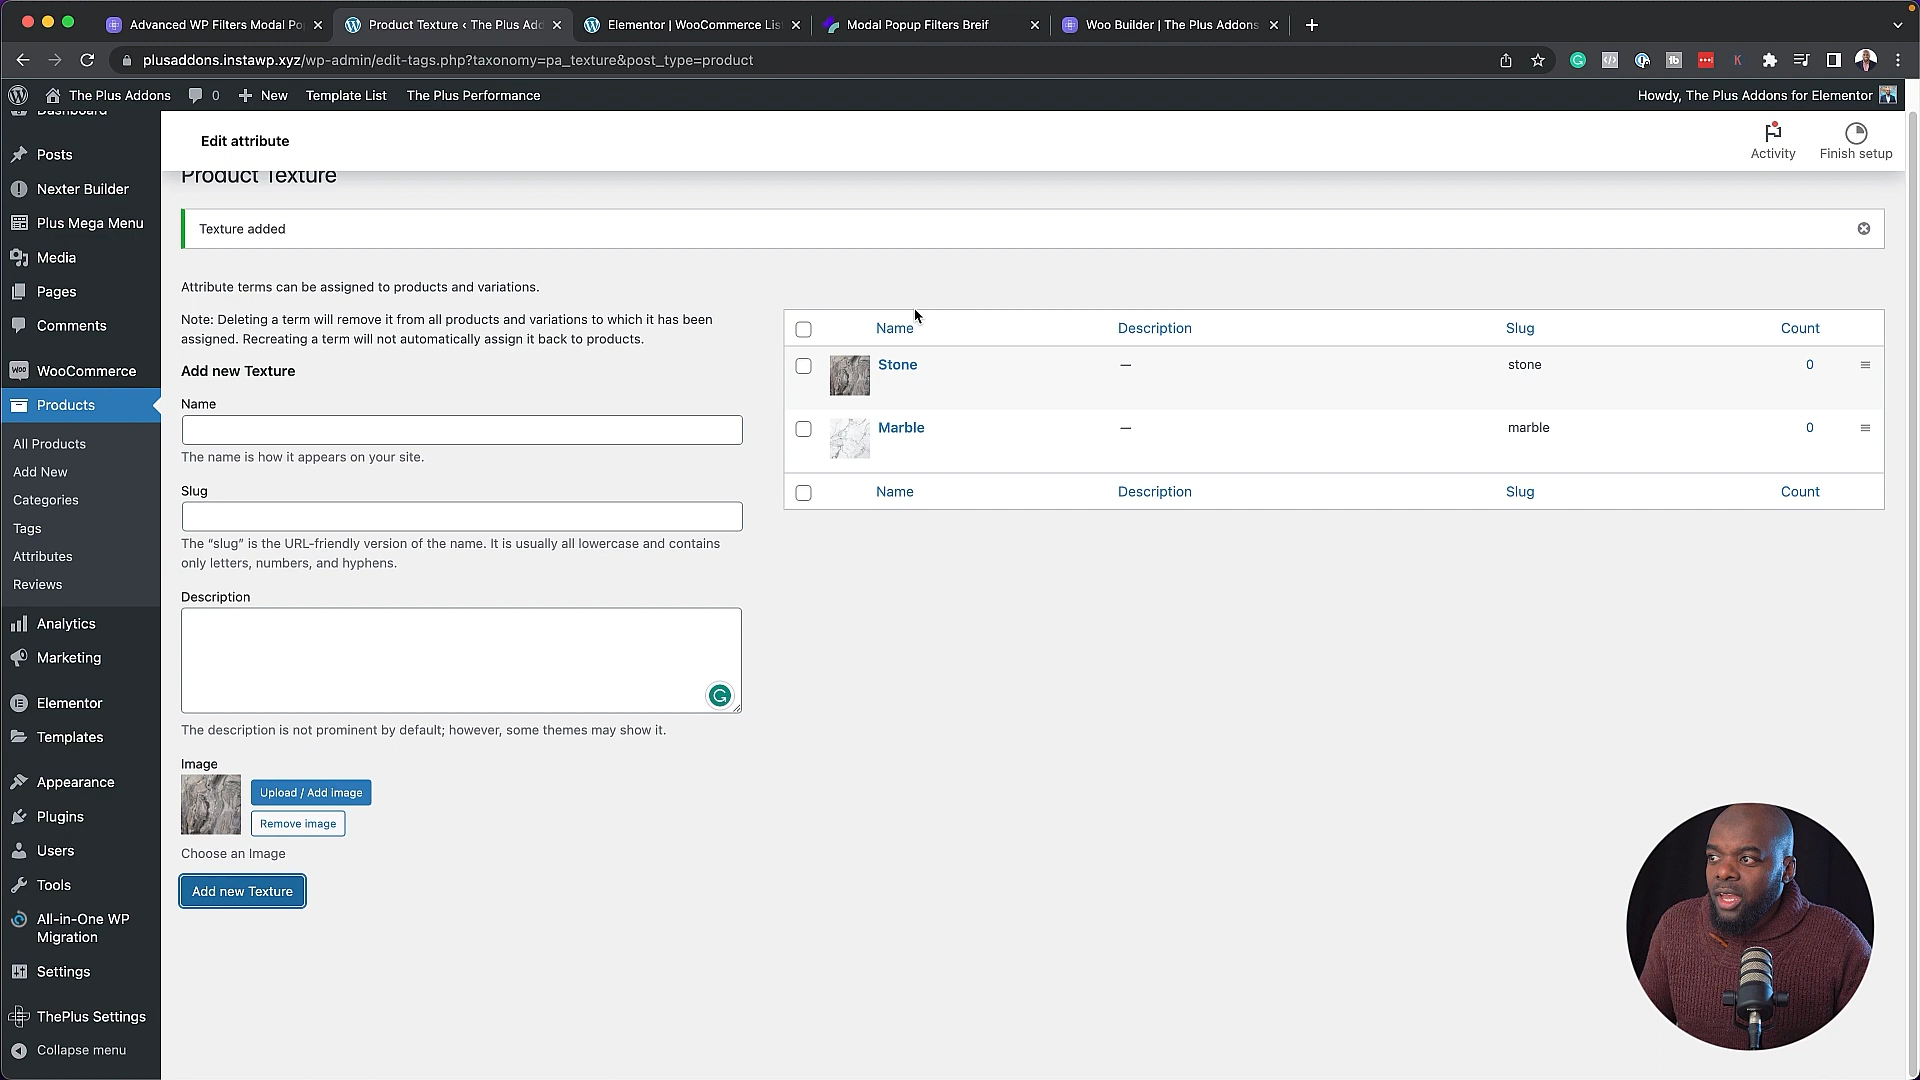 Advanced WP Filters Modal Po
Product Texture ‹ The Plus Add
Elementor | WooCommerce Lis
Modal Popup Filters Breif
Woo Builder | The Plus Addons
plusaddons.instawp.xyz/wp-admin/edit-tags.php?taxonomy=pa_texture&post_type=product
The Plus Addons
0
New
Template List
The Plus Performance
Howdy, The Plus Addons for Elementor
Dashboard
Posts
Nexter Builder
Plus Mega Menu
Media
Pages
Comments
WooCommerce
Products
All Products
Add New
Categories
Tags
Attributes
Reviews
Analytics
Marketing
Elementor
Templates
Appearance
Plugins
Users
Tools
All-in-One WP
Migration
Settings
ThePlus Settings
Collapse menu
Edit attribute
Activity
Finish setup
Product Texture
Texture added
Attribute terms can be assigned to products and variations.
Note: Deleting a term will remove it from all products and variations to which it has been
assigned. Recreating a term will not automatically assign it back to products.
Add new Texture
Name
The name is how it appears on your site.
Slug
The “slug” is the URL-friendly version of the name. It is usually all lowercase and contains
only letters, numbers, and hyphens.
Description
The description is not prominent by default; however, some themes may show it.
Image
Upload / Add image
Remove image
Choose an Image
Add new Texture
Name Description Slug Count
Stone — stone 0
Marble — marble 0
Name Description Slug Count